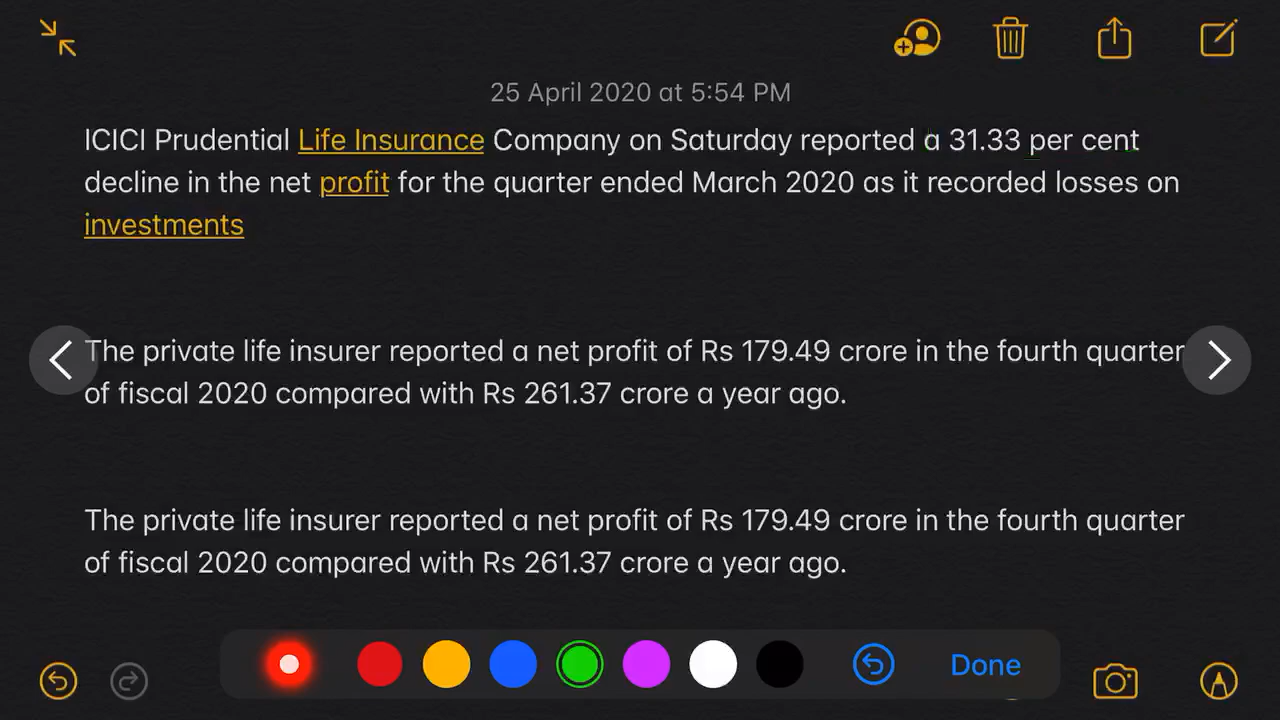 25 April 2020 at 5:54 PM
ICICI Prudential Life Insurance Company on Saturday reported a 31.33 per cent
decline in the net profit for the quarter ended March 2020 as it recorded losses on
investments
The private life insurer reported a net profit of Rs 179.49 crore in the fourth quarter
of fiscal 2020 compared with Rs 261.37 crore a year ago.
The private life insurer reported a net profit of Rs 179.49 crore in the fourth quarter
of fiscal 2020 compared with Rs 261.37 crore a year ago.
Done